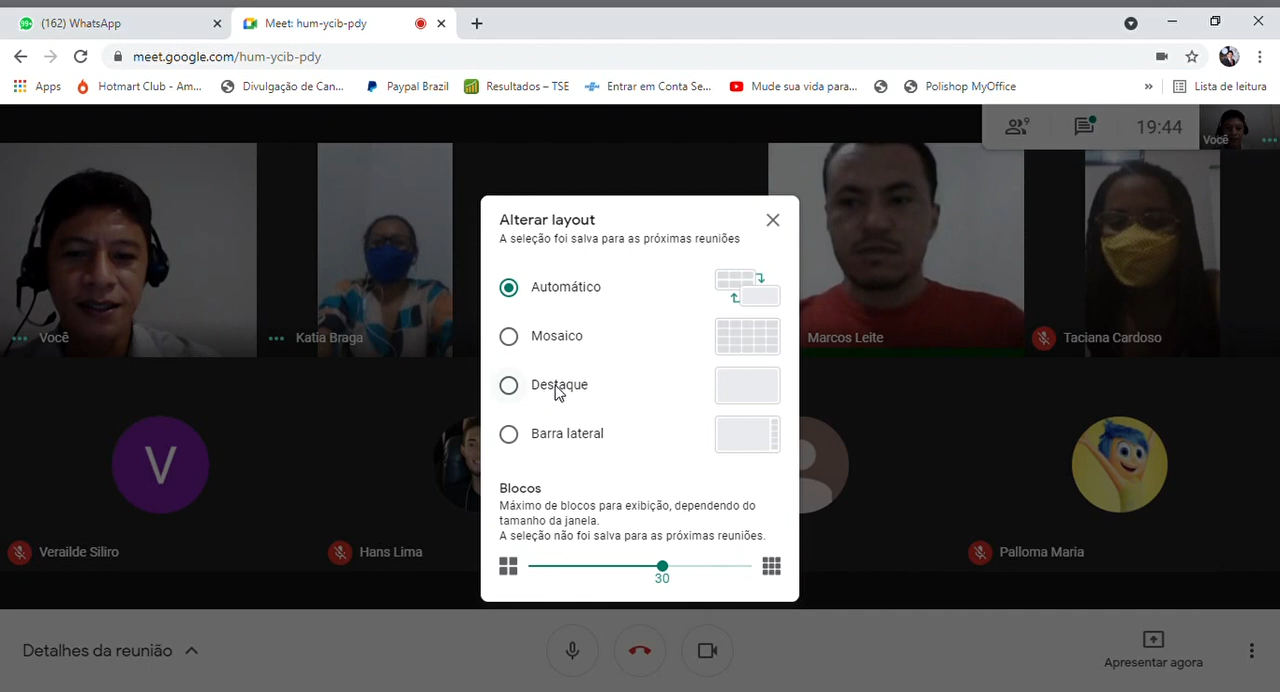 99+ (162) WhatsApp
Meet: hum-ycib-pdy
meet.google.com/hum-ycib-pdy
Apps
Hotmart Club - Am...
Divulgação de Can...
Paypal Brazil
Resultados – TSE
Entrar em Conta Se...
Mude sua vida para...
Polishop MyOffice
»
Lista de leitura
9
19:44
Você
Alterar layout
A seleção foi salva para as próximas reuniões
Automático
Mosaico
Destaque
Barra lateral
Blocos
Máximo de blocos para exibição, dependendo do
tamanho da janela.
A seleção não foi salva para as próximas reuniões.
30
Você
Katia Braga
Marcos Leite
Taciana Cardoso
V
Verailde Siliro
Hans Lima
Palloma Maria
Detalhes da reunião
Apresentar agora